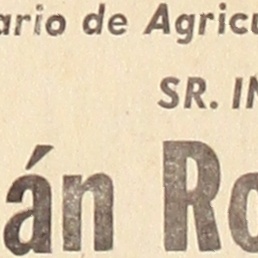 ario de Agricu
SR. IN
án Ro